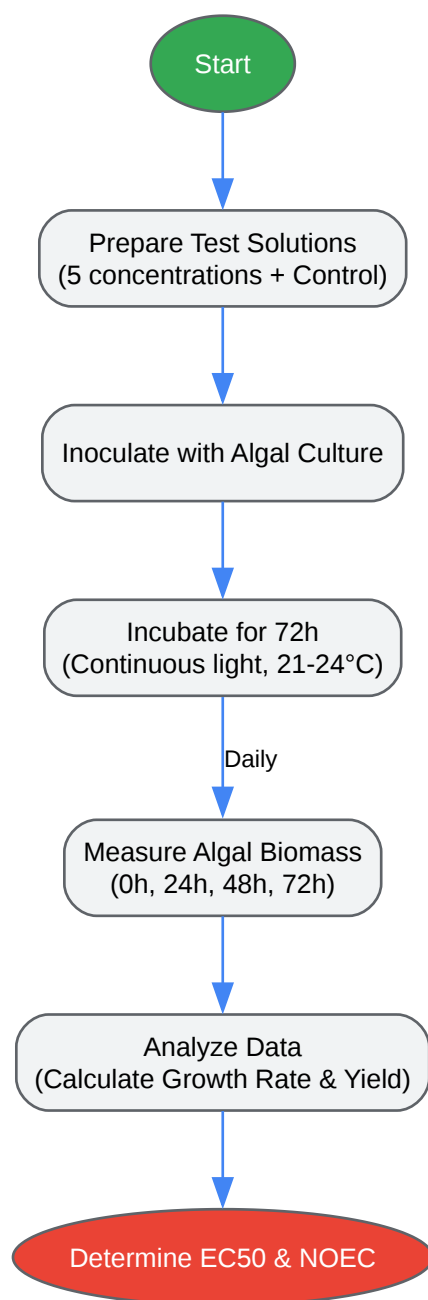 Start
Prepare Test Solutions
(5 concentrations + Control)
Inoculate with Algal Culture
Incubate for 72h
(Continuous light, 21-24°C)
Daily
Measure Algal Biomass
(0h, 24h, 48h, 72h)
Analyze Data
(Calculate Growth Rate & Yield)
Determine EC50 & NOEC